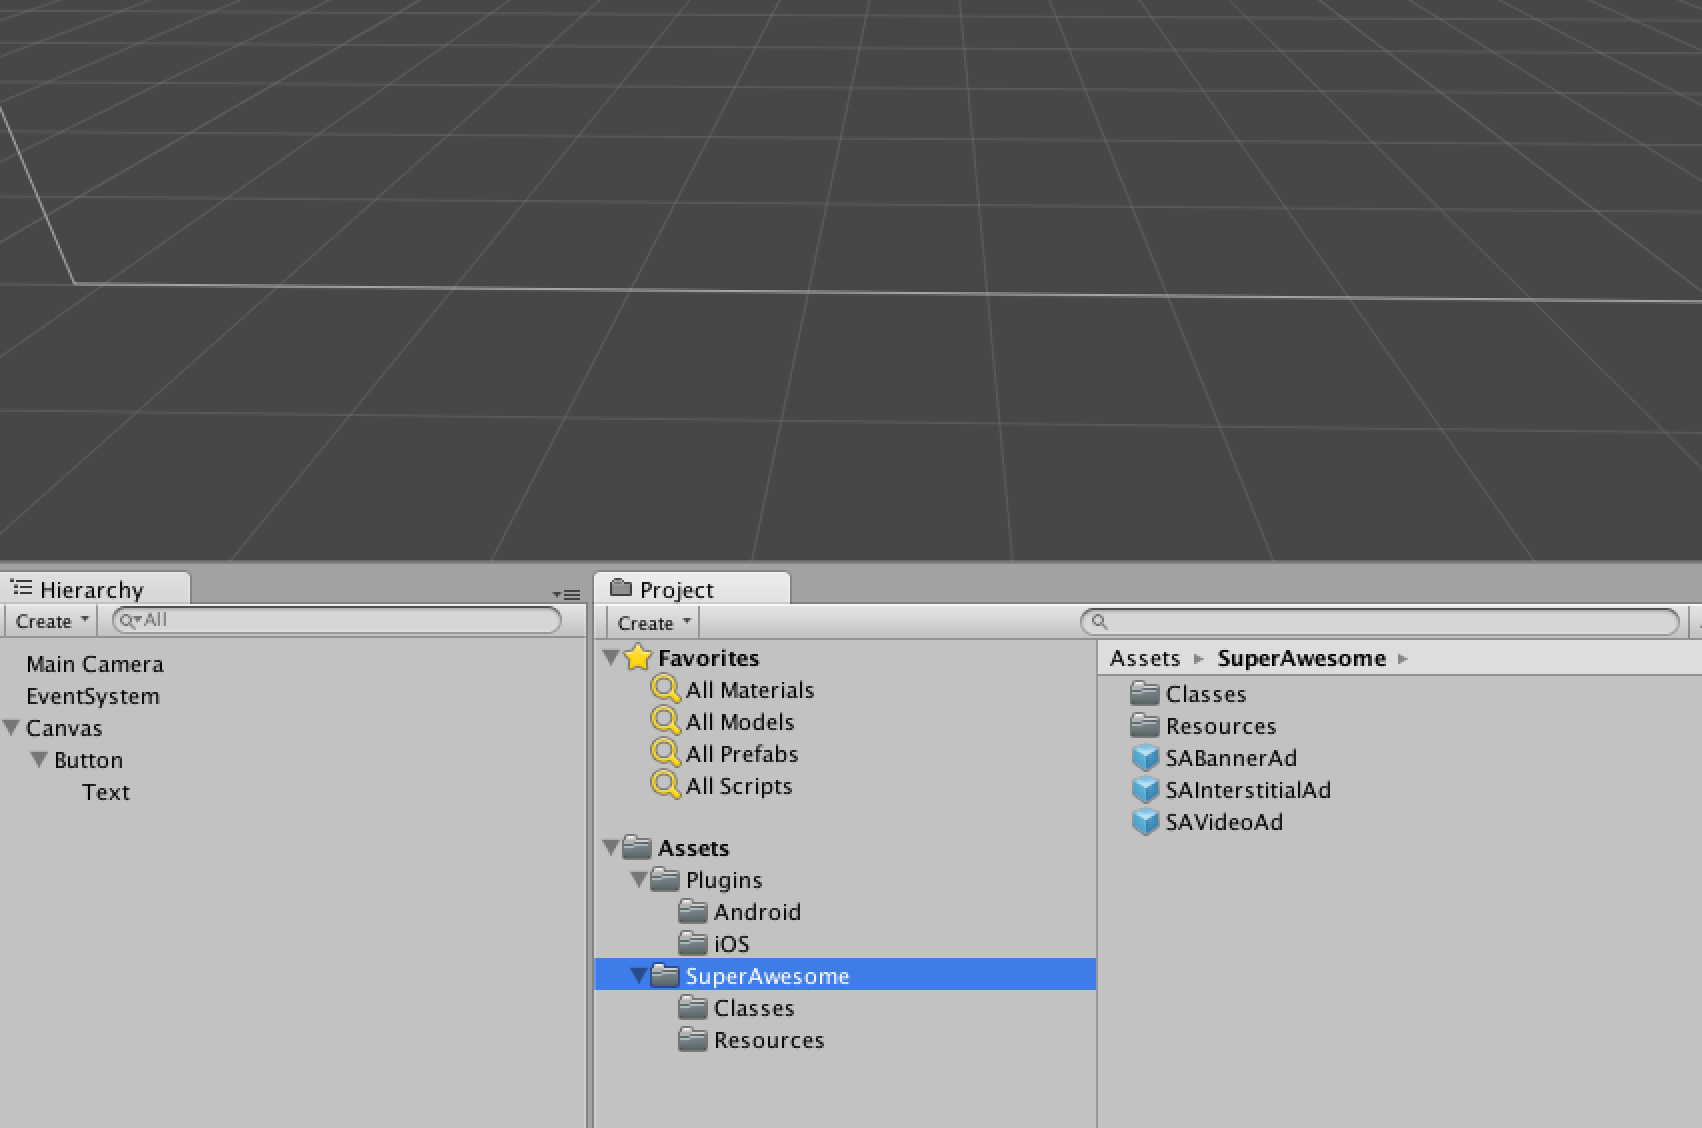 Hierarchy
Create
All
Main Camera
EventSystem
Canvas
Button
Text
Project
Create
Favorites
All Materials
All Models
All Prefabs
All Scripts
Assets
Plugins
Android
iOS
SuperAwesome
Classes
Resources
Assets SuperAwesome
Classes
Resources
SABannerAd
SAInterstitialAd
SAVideoAd